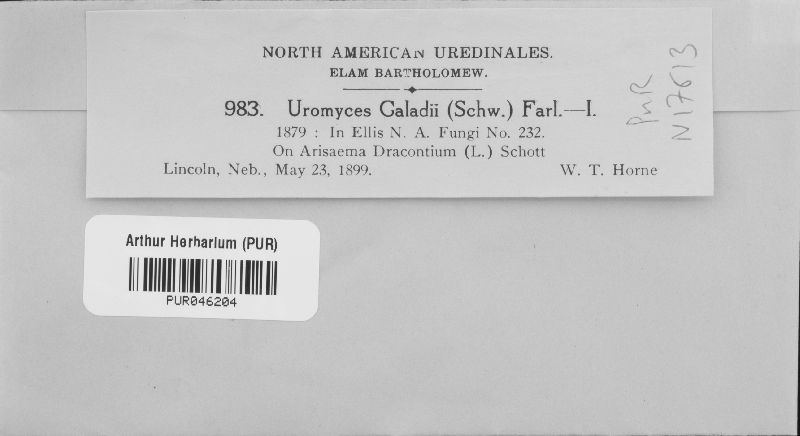 NORTH AMERICAN UREDINALES.
ELAM BARTHOLOMEW.
983. Uromyces Caladii (Schw.) Farl.—I.
1879 : In Ellis N. A. Fungi No. 232.
On Arisaema Dracontium (L.) Schott
Lincoln, Neb., May 23, 1899. W. T. Horne
PUR
N17613
Arthur Herbarium (PUR)
PUR046204